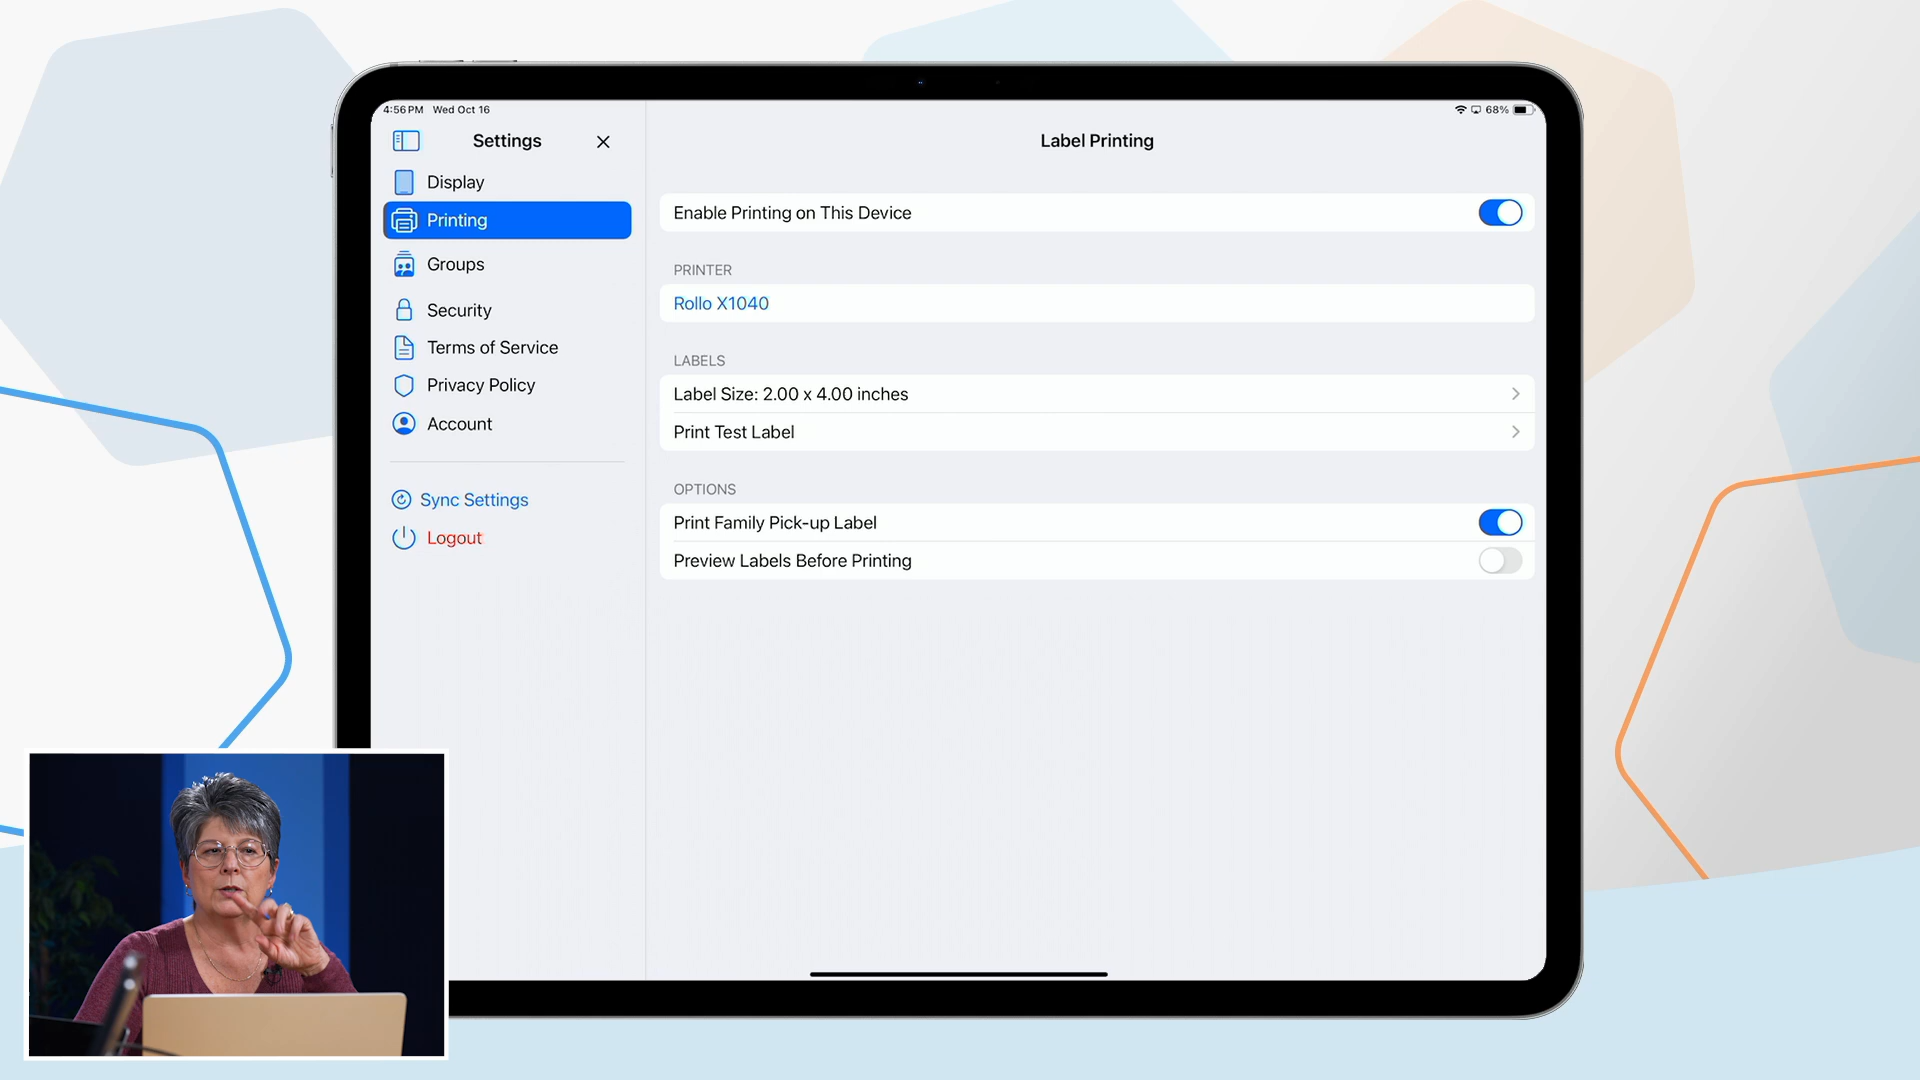 4:56 PM Wed Oct 16
68%
Settings
Display
Printing
Groups
Security
Terms of Service
Privacy Policy
Account
Sync Settings
Logout
Label Printing
Enable Printing on This Device
PRINTER
Rollo X1040
LABELS
Label Size: 2.00 x 4.00 inches
Print Test Label
OPTIONS
Print Family Pick-up Label
Preview Labels Before Printing